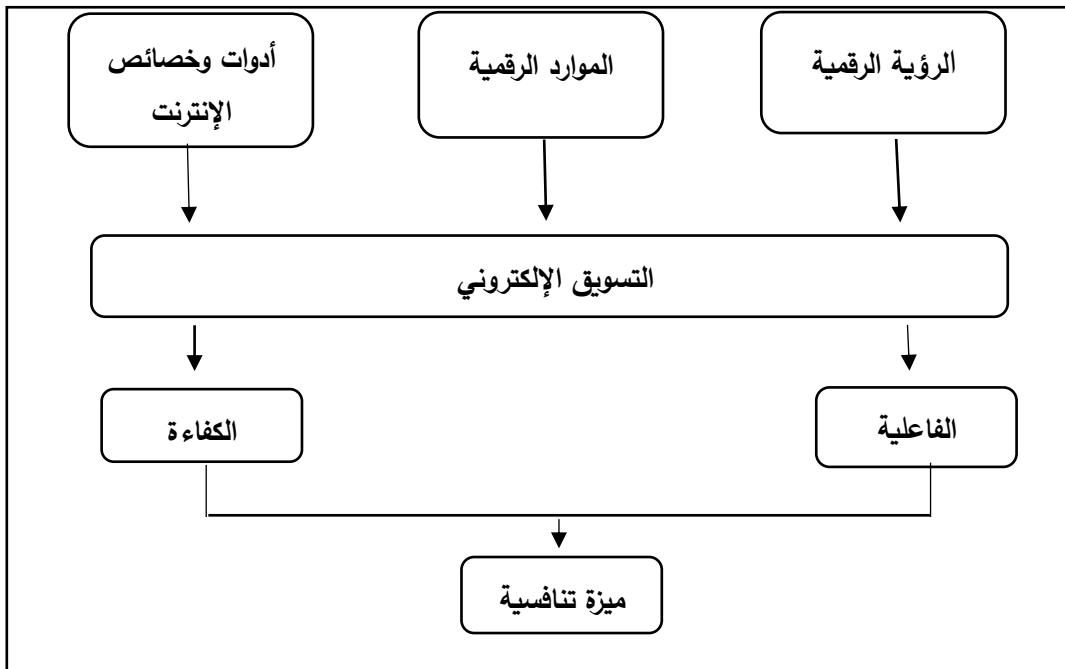 الرؤية الرقمية
الموارد الرقمية
أدوات وخصائص
الإنترنت
التسويق الإلكتروني
الفاعلية
الكفاءة
ميزة تنافسية